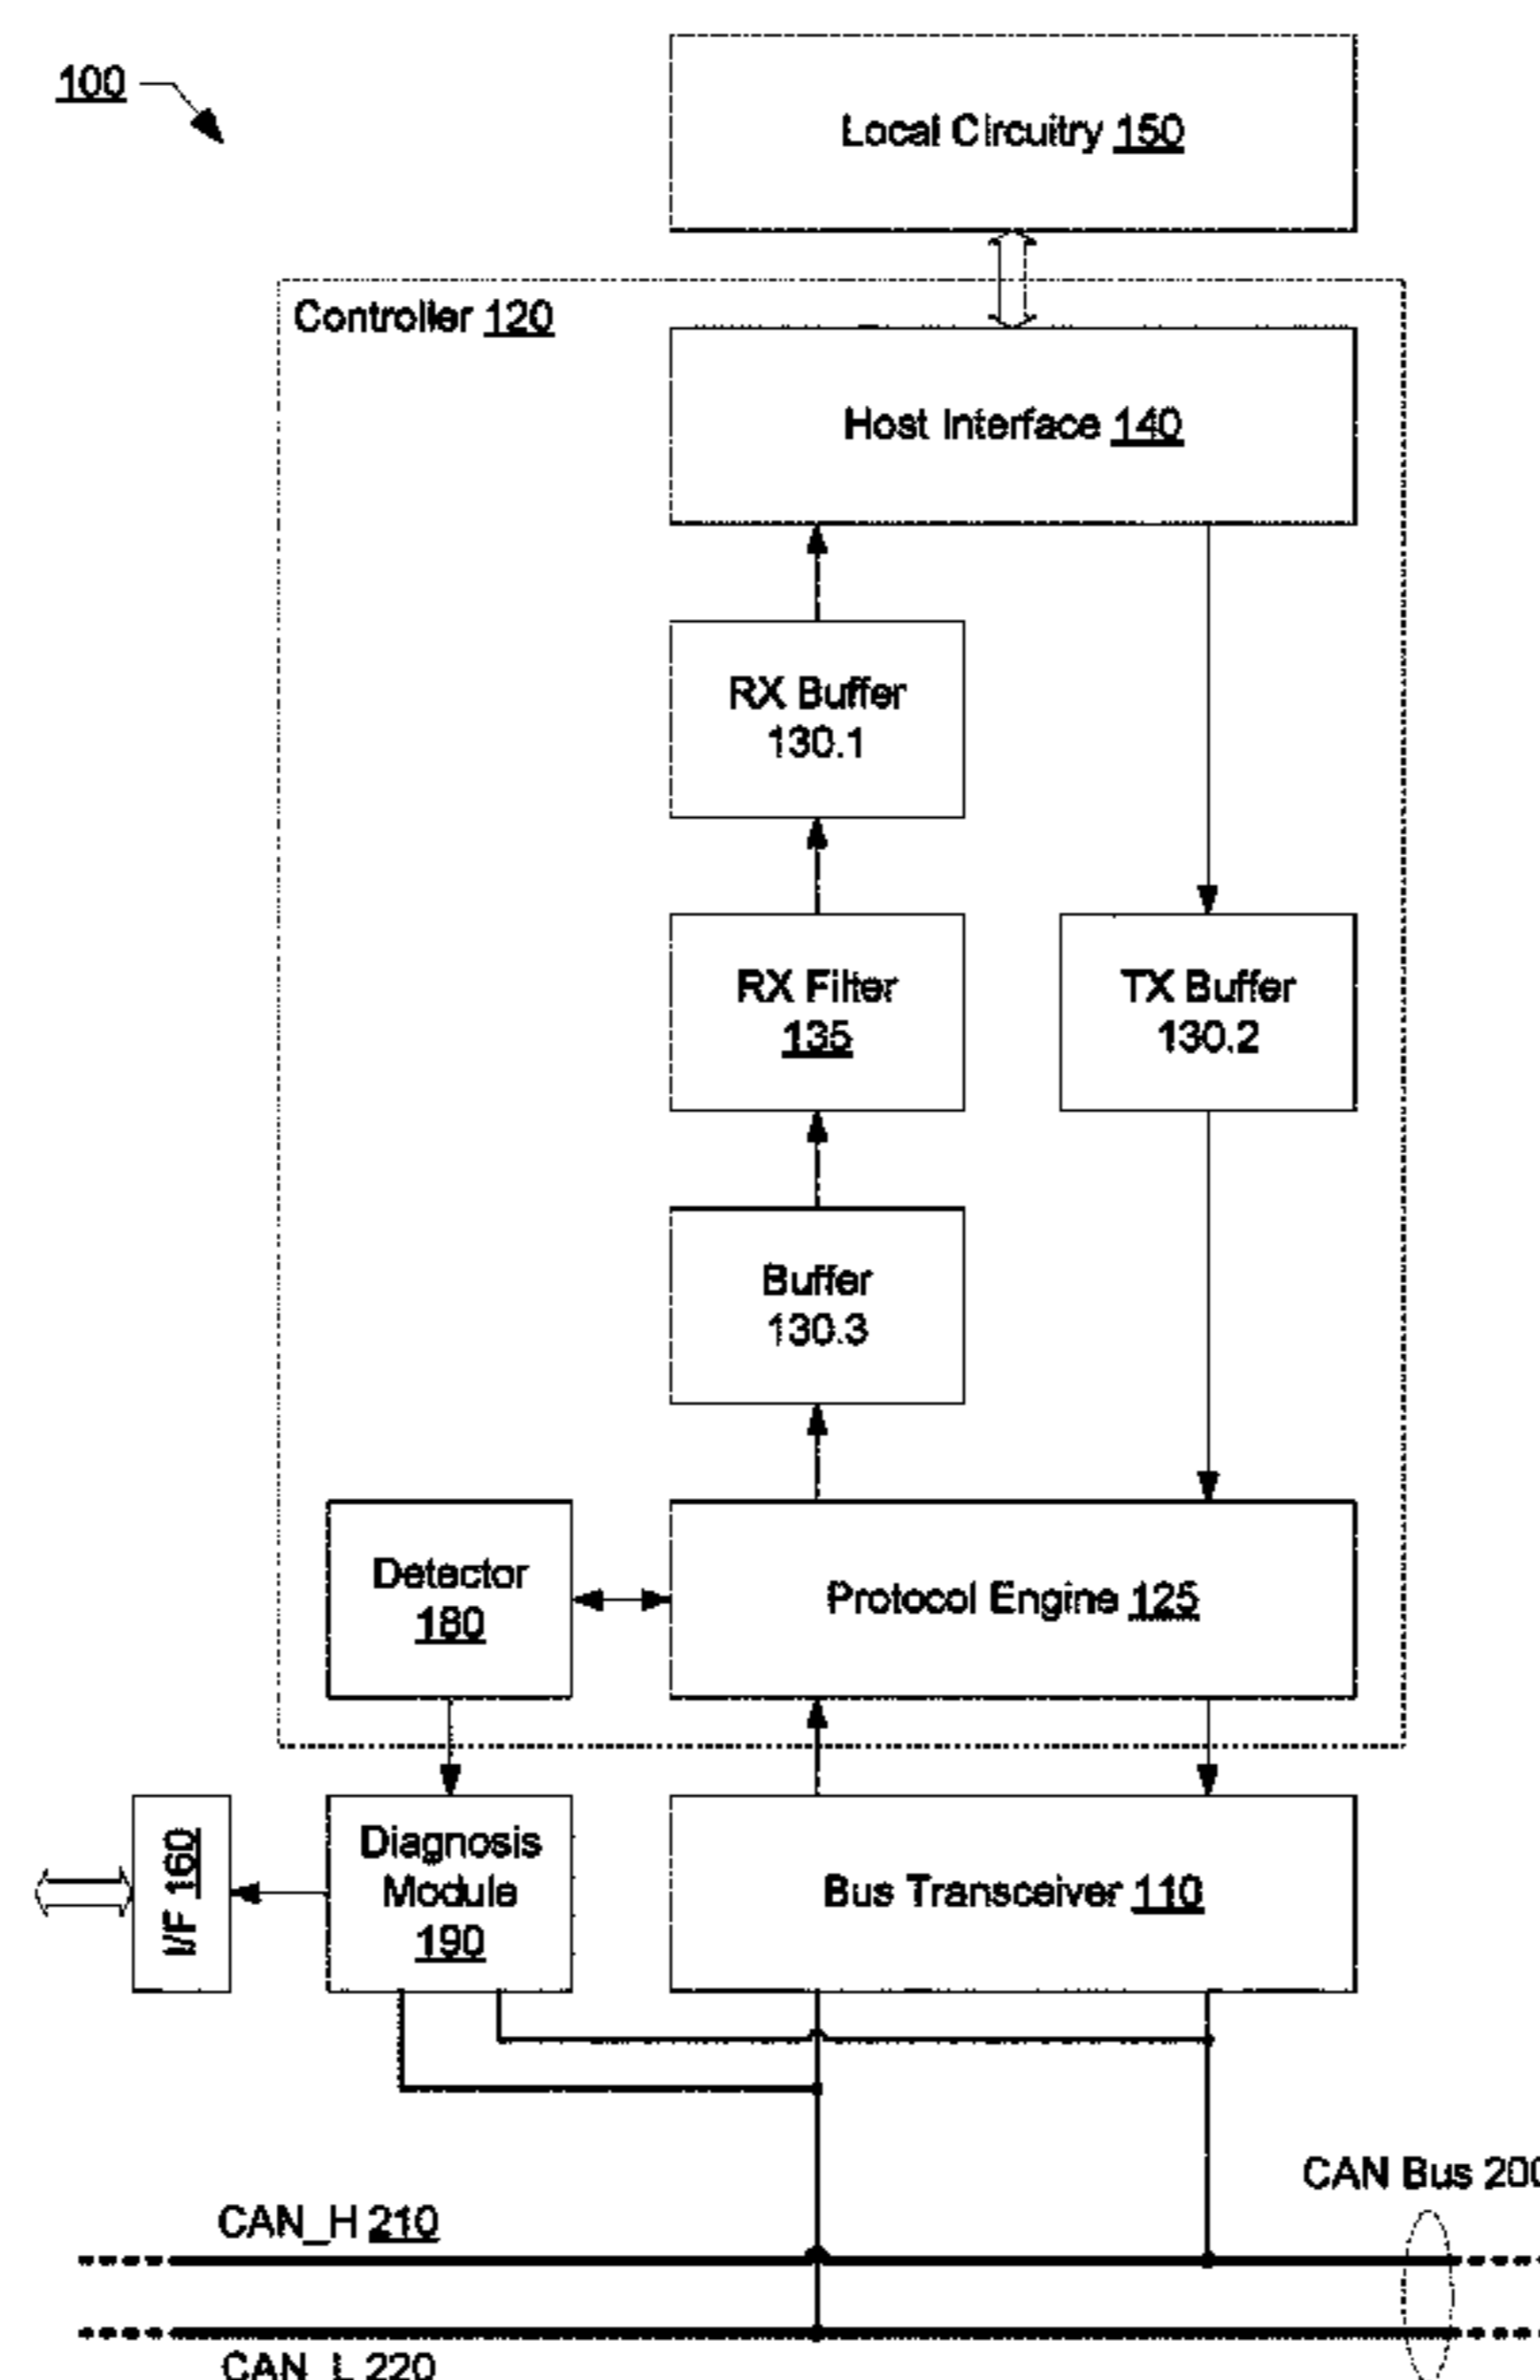 100
Local Circuitry 150
Controller 120
Host Interface 140
RX Buffer
130.1
RX Filter
135
TX Buffer
130.2
Buffer
130.3
Detector
180
Protocol Engine 125
I/F 160
Diagnosis
Module
190
Bus Transceiver 110
CAN Bus 200
CAN_H 210
CAN_L 220